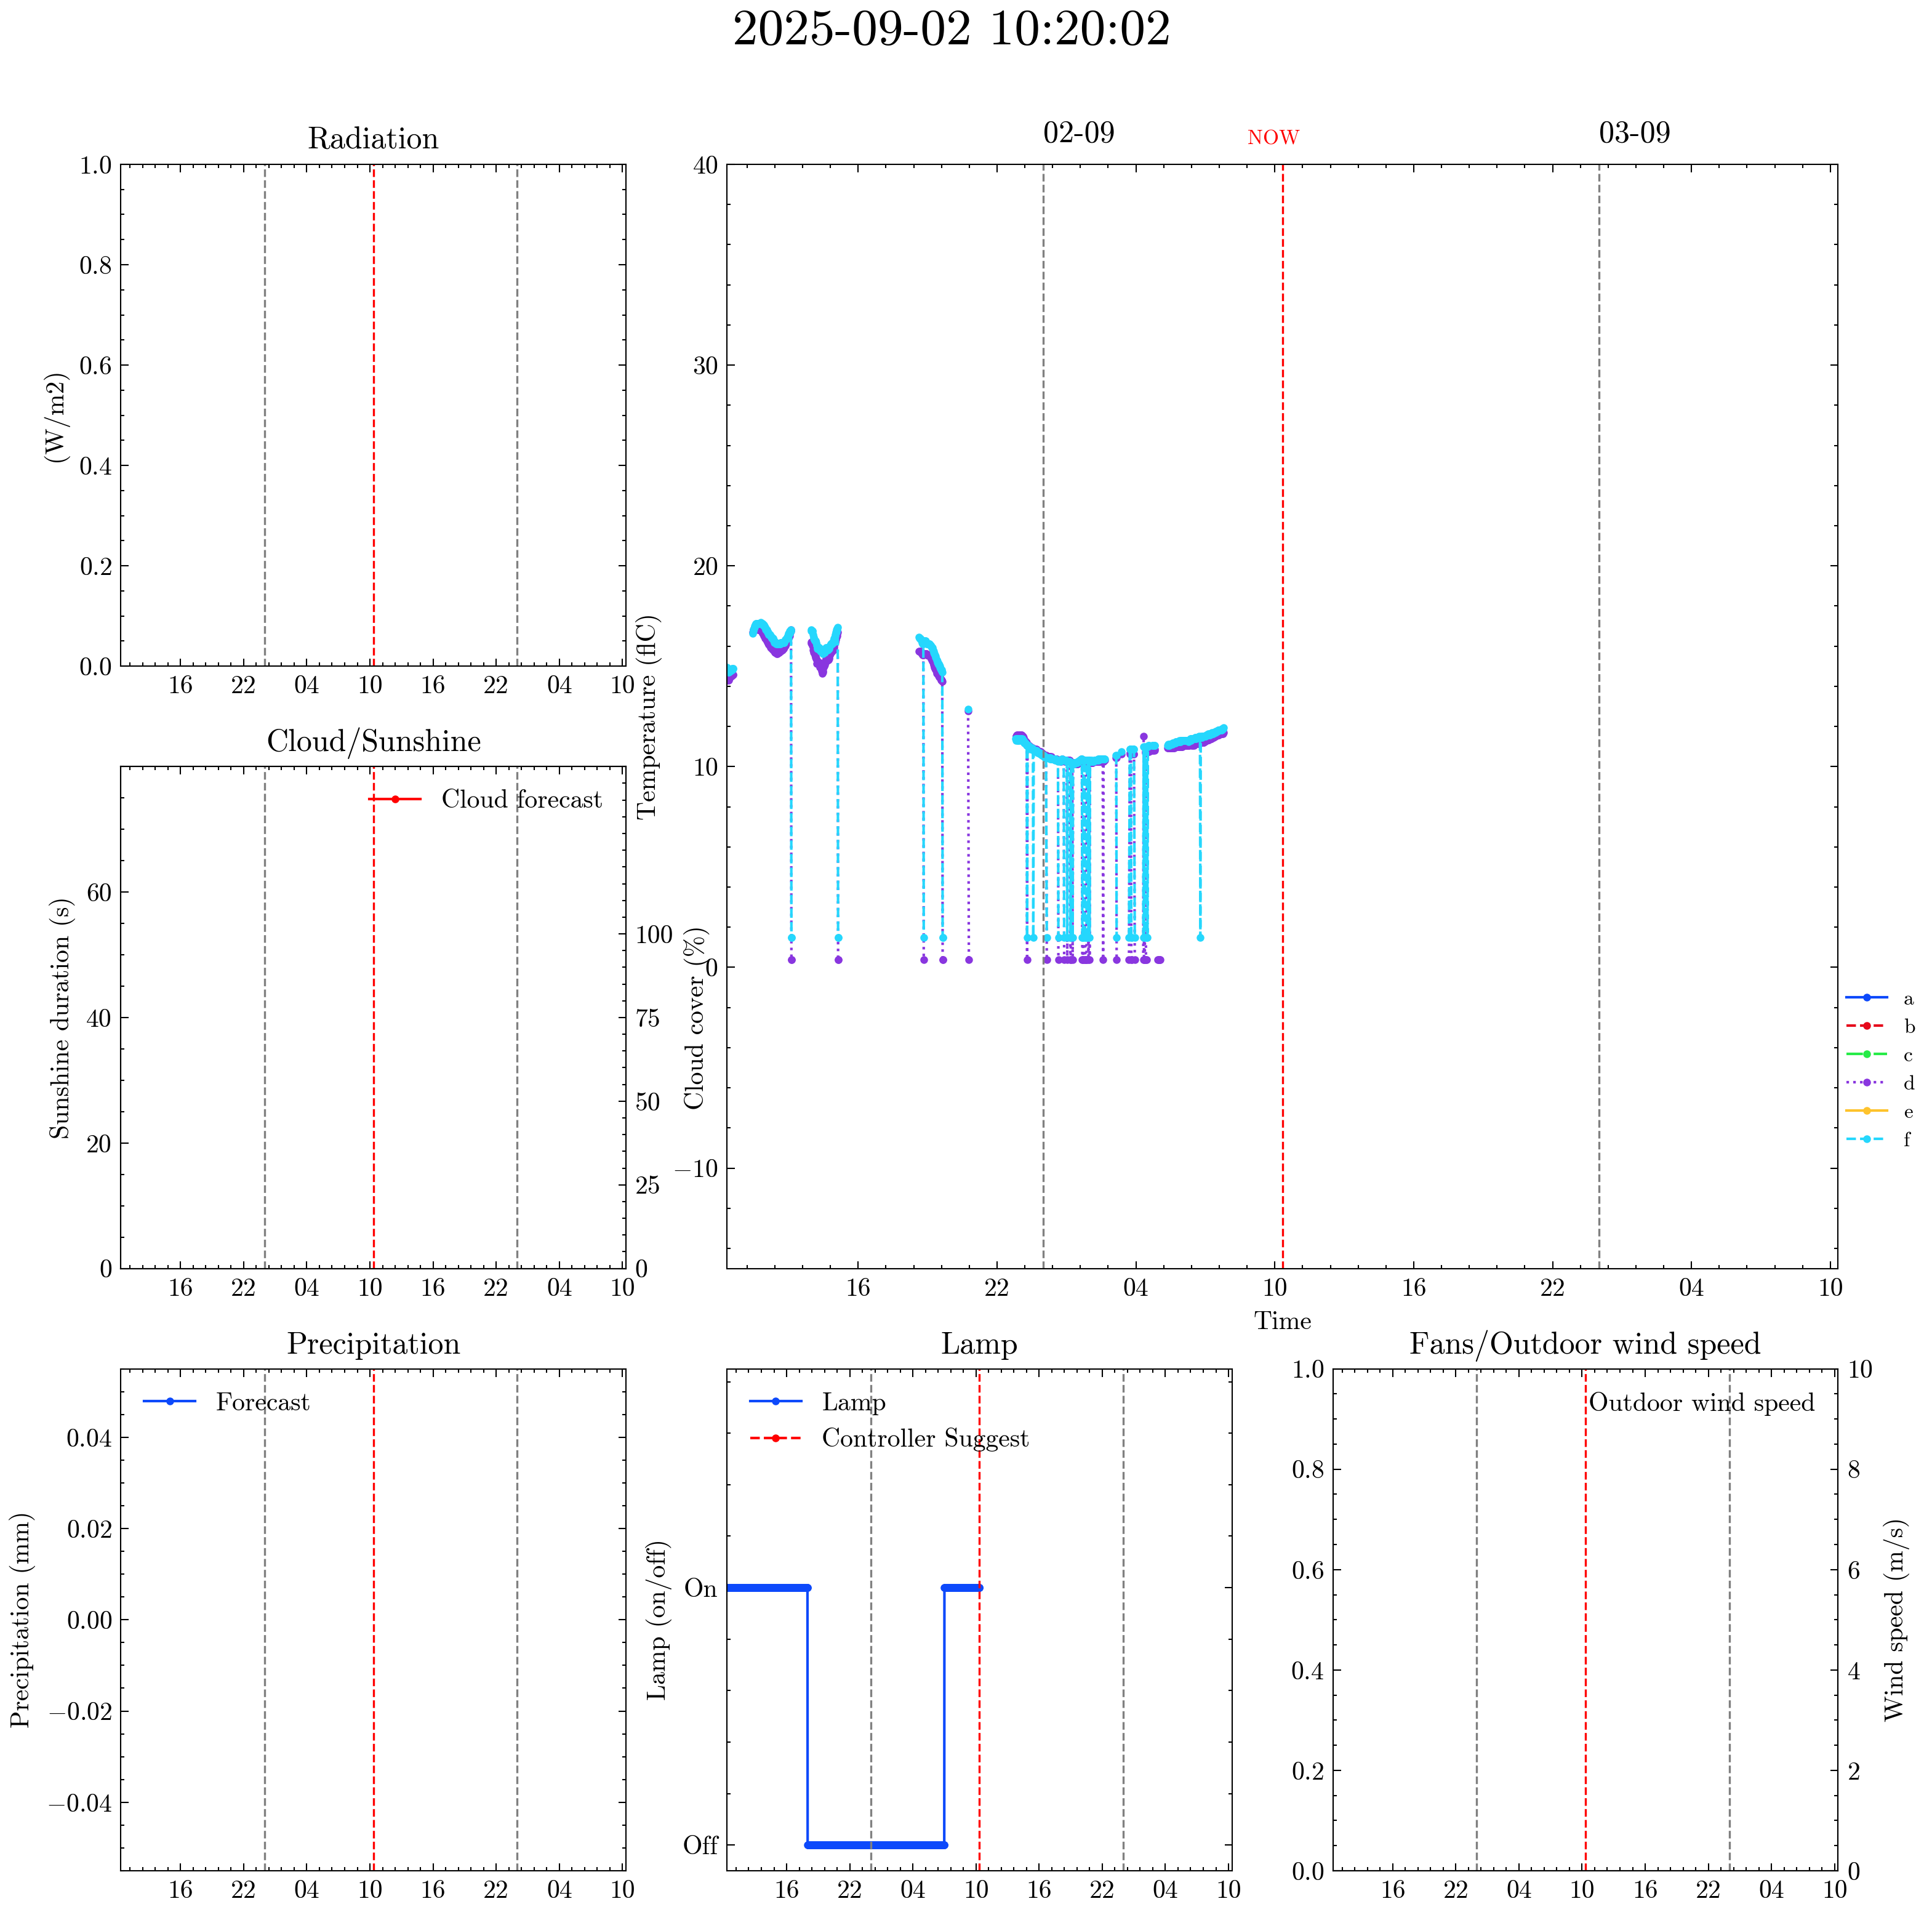 2025-09-02 10:20:02
Radiation
(W/m2)
1.0
0.8
0.6
0.4
0.2
0.0
16 22 04 10 16 22 04 10
02-09 NOW 03-09
Temperature (flC)
40
30
20
10
0
−10
16 22 04 10 16 22 04 10
Time
a
b
c
d
e
f
Cloud/Sunshine
Cloud forecast
Sunshine duration (s)
60
40
20
0
Cloud cover (%)
100
75
50
25
0
16 22 04 10 16 22 04 10
Precipitation
Forecast
Precipitation (mm)
0.04
0.02
0.00
−0.02
−0.04
16 22 04 10 16 22 04 10
Lamp
Lamp
Controller Suggest
Lamp (on/off)
On
Off
16 22 04 10 16 22 04 10
Fans/Outdoor wind speed
Outdoor wind speed
1.0
0.8
0.6
0.4
0.2
0.0
Wind speed (m/s)
10
8
6
4
2
0
16 22 04 10 16 22 04 10